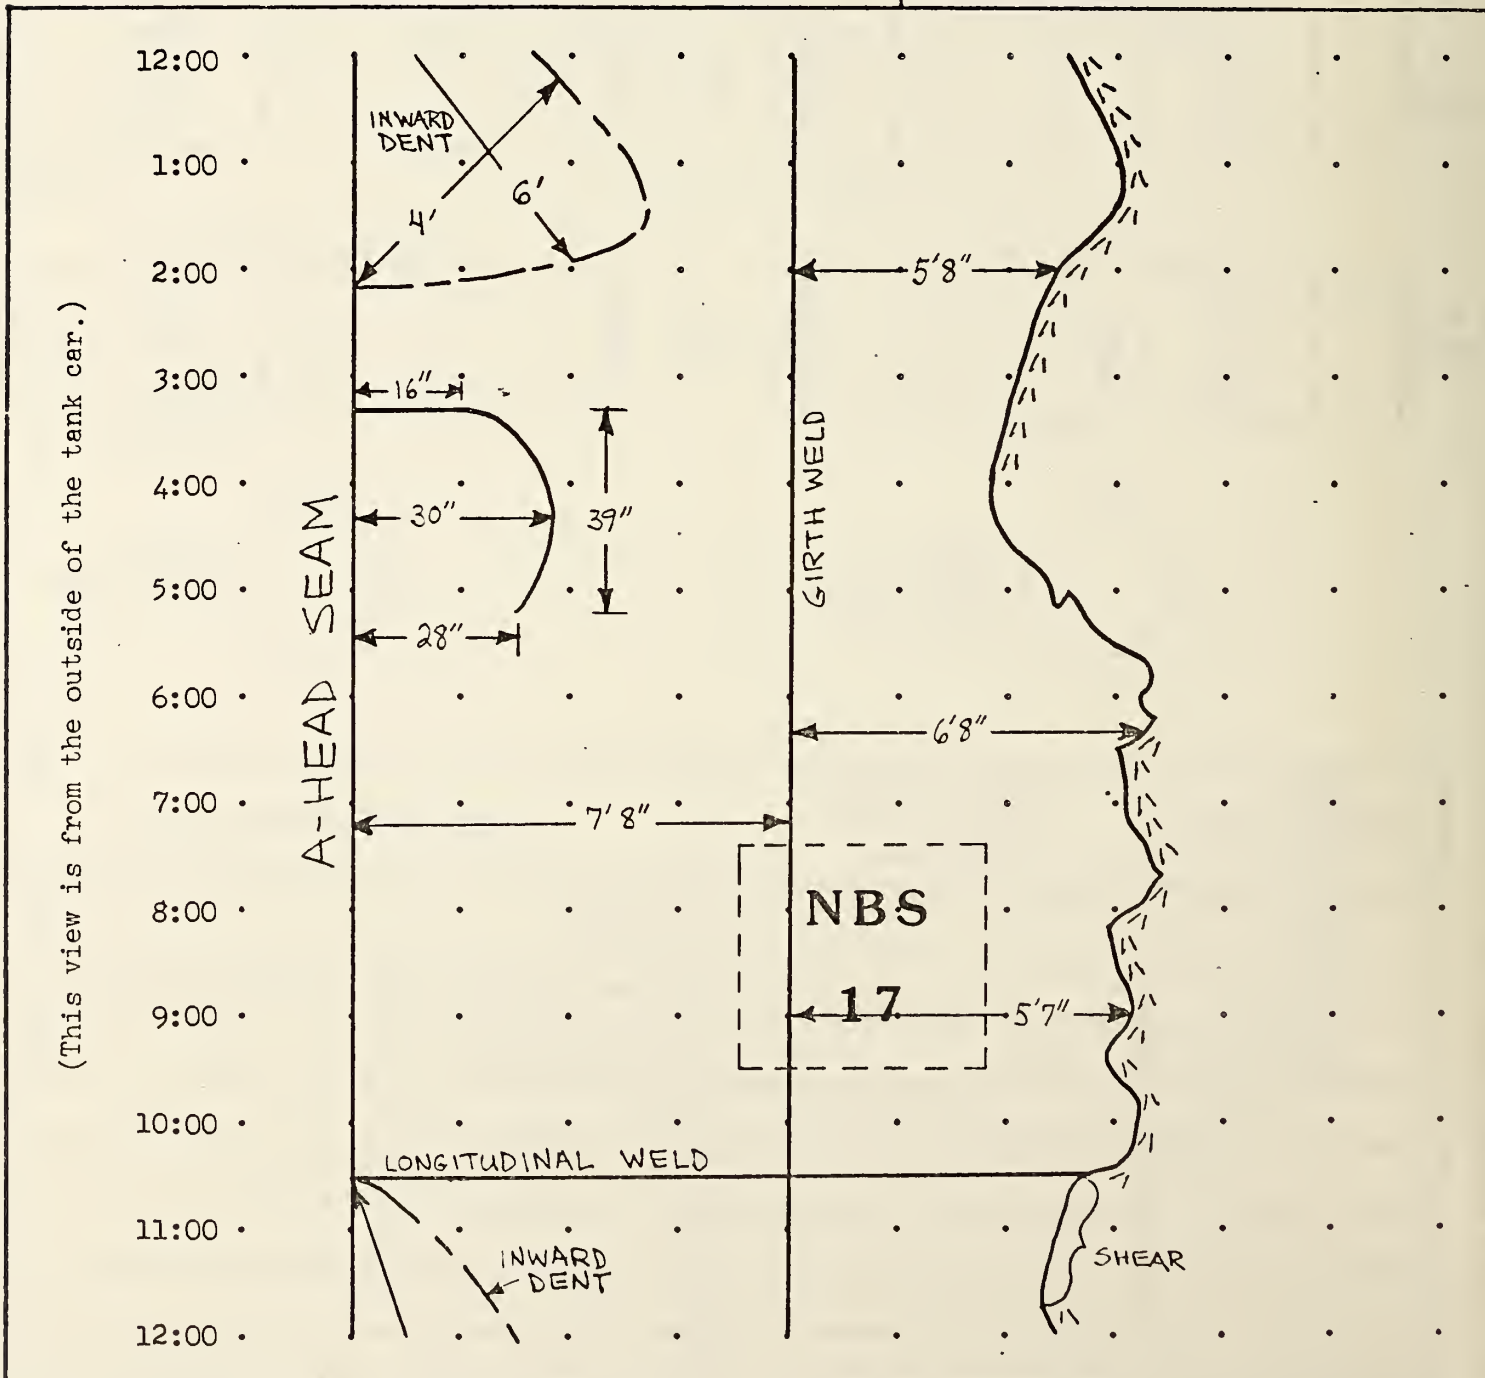 12:00
INWARD
DENT
1:00
6'
4'
2:00
5'8"
3:00
16"
4:00
30"
39"
5:00
28"
6:00
6'8"
7:00
7'8"
NBS
8:00
17
9:00
5'7"
10:00
LONGITUDINAL WELD
11:00
INWARD
DENT
SHEAR
12:00
(This view is from the outside of the tank car.)
A-HEAD SEAM
GIRTH WELD